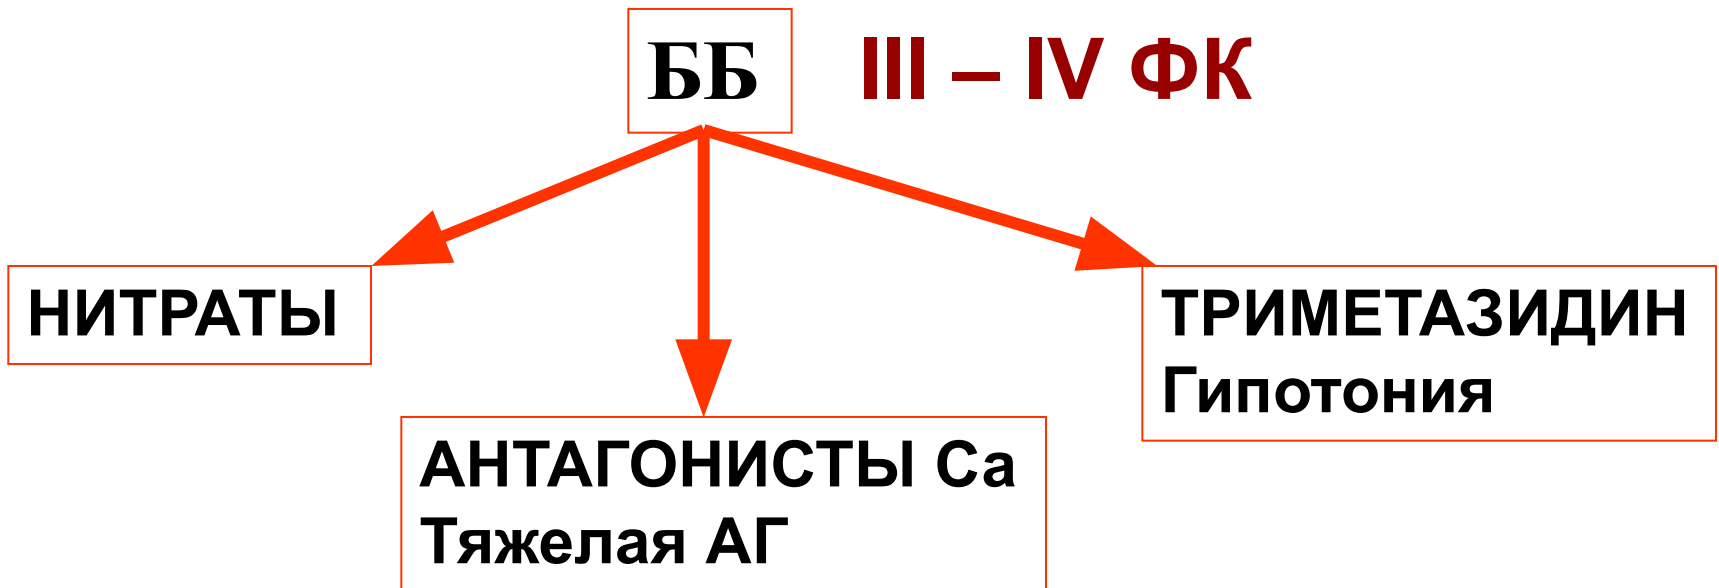 ББ III – IV ФК
НИТРАТЫ
ТРИМЕТАЗИДИН
Гипотония
АНТАГОНИСТЫ Са
Тяжелая АГ